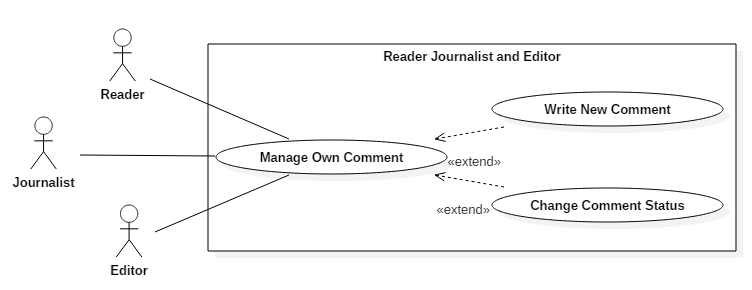 Reader Journalist and Editor
Reader
Write New Comment
Journalist
Manage Own Comment
«extend»
Change Comment Status
«extend»
Editor